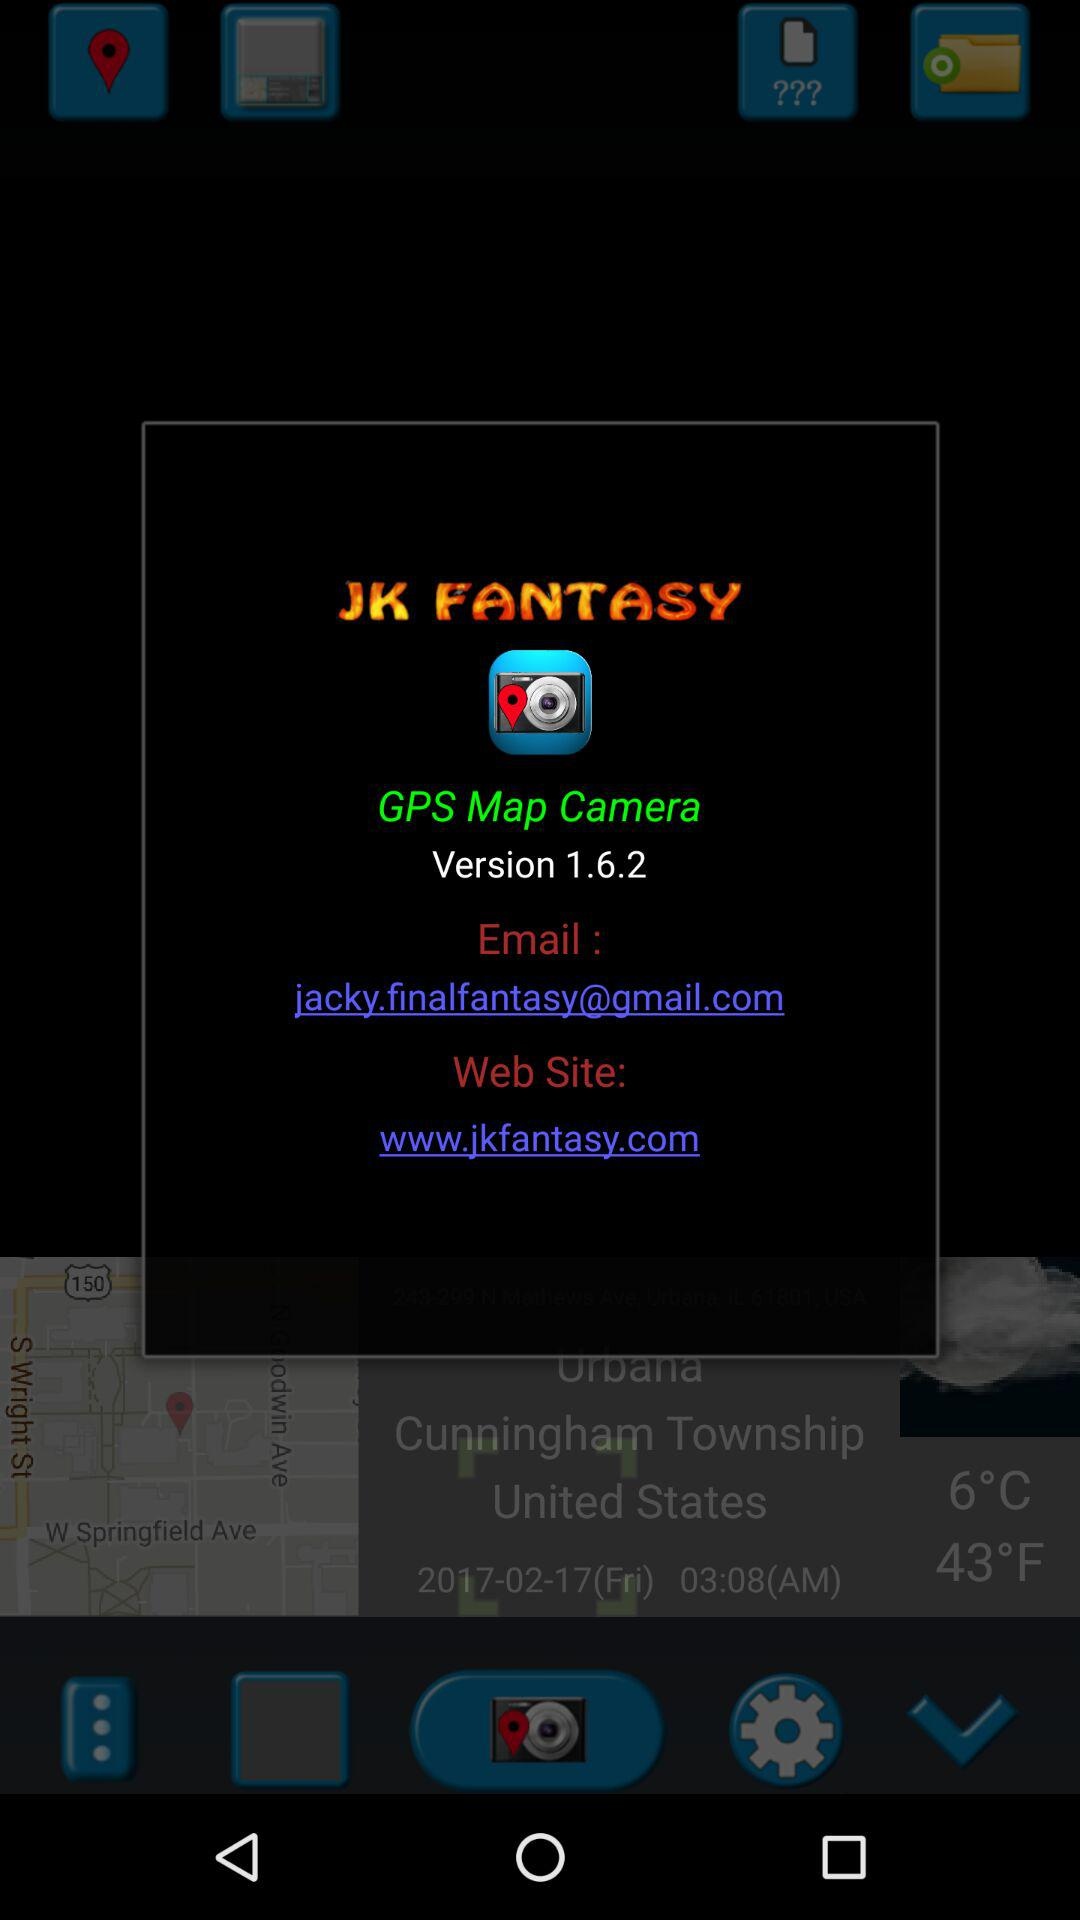 ???
JK FANTASY
GPS Map Camera
Version 1.6.2
Email :
jacky.finalfantasy@gmail.com
Web Site:
www.jkfantasy.com
150
S Wright St
N Goodwin Ave
W Springfield Ave
243-299 N Mathews Ave, Urbana, IL 61801, USA
Urbana
Cunningham Township
United States
2017-02-17(Fri) 03:08(AM)
6°C
43°F